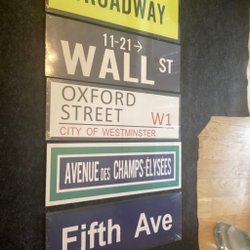 BROADWAY
11-21→
WALL ST
OXFORD
STREET W1
CITY OF WESTMINSTER
AVENUE DES CHAMPS-ÉLYSÉES
Fifth Ave